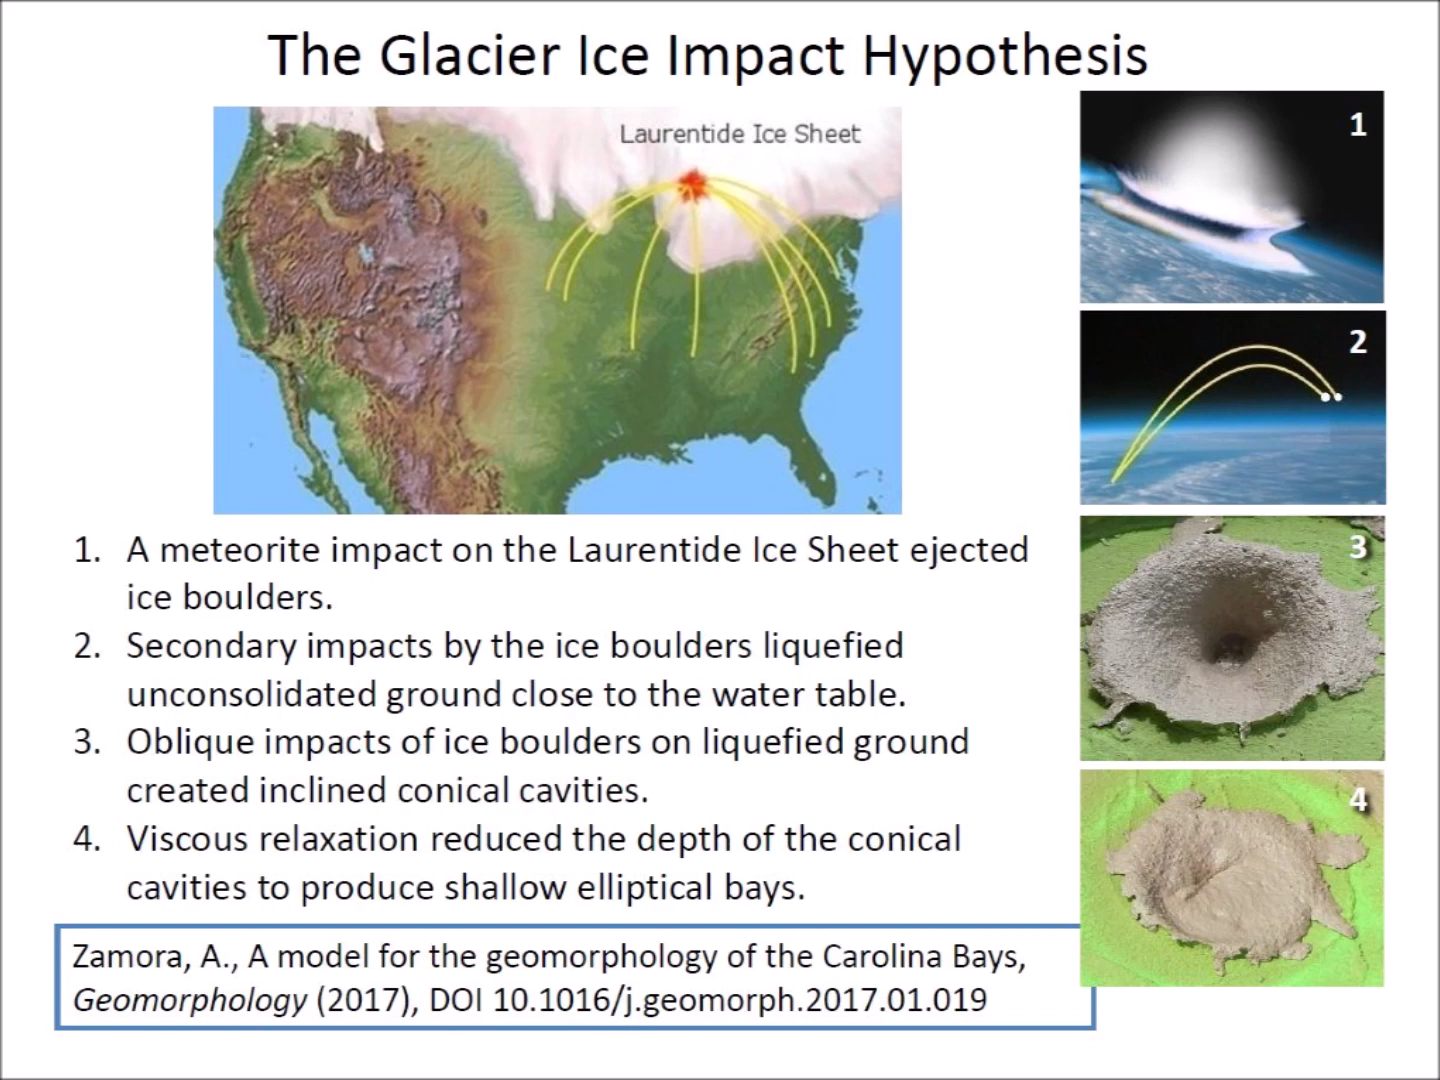 The Glacier Ice Impact Hypothesis
Laurentide Ice Sheet
1
2
3
4
1. A meteorite impact on the Laurentide Ice Sheet ejected
ice boulders.
2. Secondary impacts by the ice boulders liquefied
unconsolidated ground close to the water table.
3. Oblique impacts of ice boulders on liquefied ground
created inclined conical cavities.
4. Viscous relaxation reduced the depth of the conical
cavities to produce shallow elliptical bays.
Zamora, A., A model for the geomorphology of the Carolina Bays,
Geomorphology (2017), DOI 10.1016/j.geomorph.2017.01.019